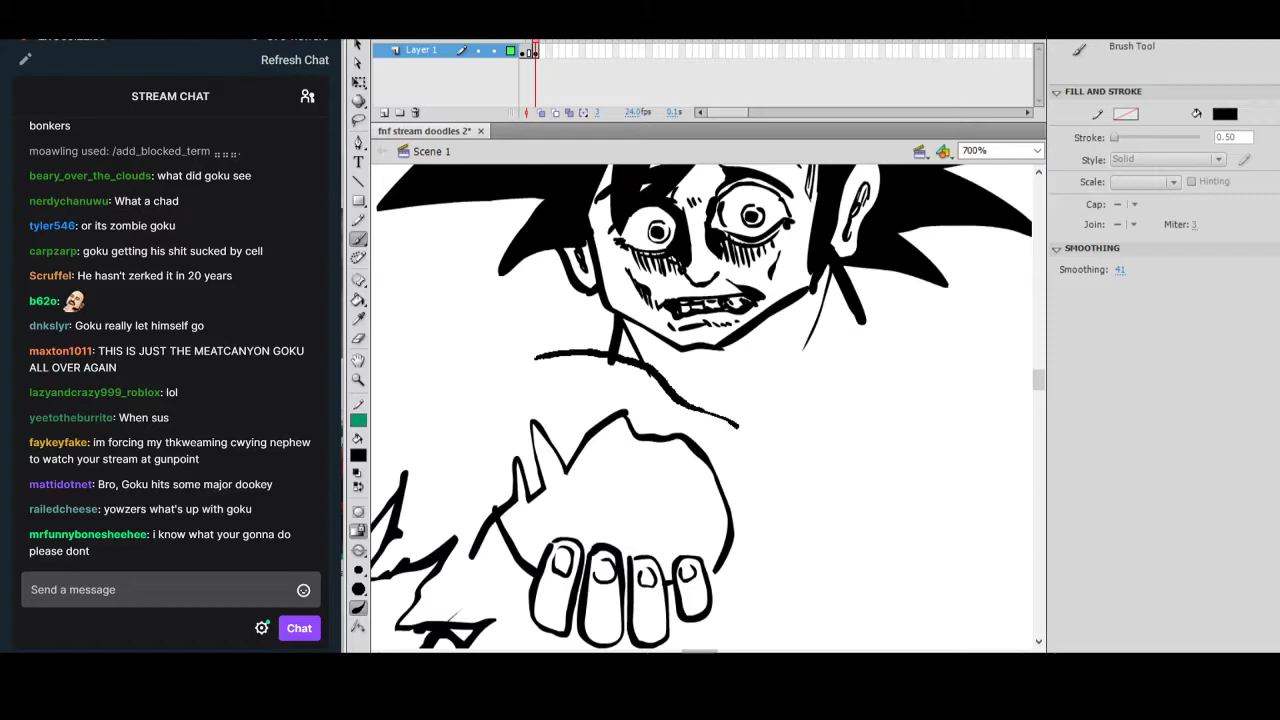 Refresh Chat
STREAM CHAT
bonkers
moawling used: /add_blocked_term
beary_over_the_clouds: what did goku see
nerdychanuwu: What a chad
tyler546: or its zombie goku
carpzarp: goku getting his shit sucked by cell
Scruffel: He hasn't zerked it in 20 years
b62o:
dnkslyr: Goku really let himself go
maxton1011: THIS IS JUST THE MEATCANYON GOKU
ALL OVER AGAIN
lazyandcrazy999_roblox: lol
yeetotheburrito: When sus
faykeyfake: im forcing my thkweaming cwying nephew
to watch your stream at gunpoint
mattidotnet: Bro, Goku hits some major dookey
railedcheese: yowzers what's up with goku
mrfunnybonesheehee: i know what your gonna do
please dont
Send a message
Chat
Layer 1
3 24.0fps 0.1s
fnf stream doodles 2*
Scene 1
700%
Brush Tool
FILL AND STROKE
Stroke: 0.50
Style: Solid
Scale: Hinting
Cap:
Join: Miter: 3
SMOOTHING
Smoothing: 41